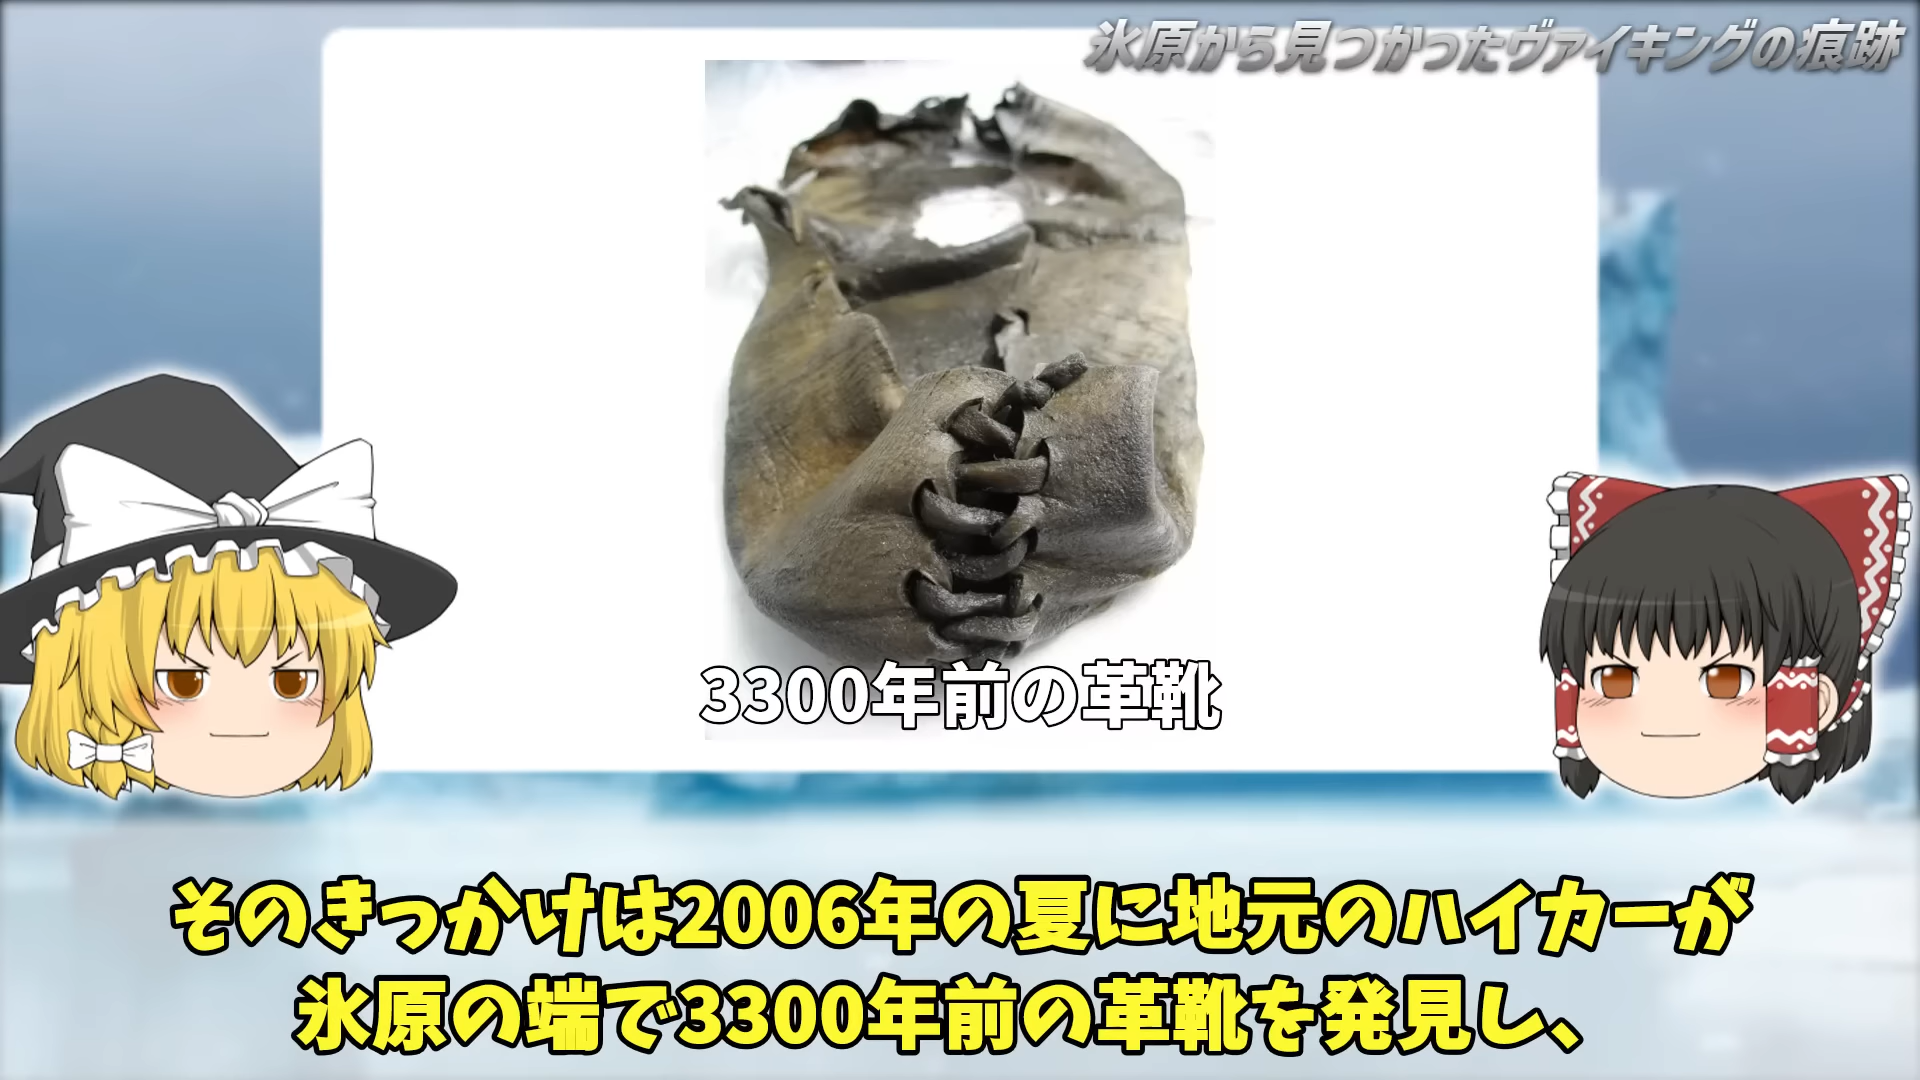 氷原から見つかったヴァイキングの痕跡
3300年前の革靴
そのきっかけは2006年の夏に地元のハイカーが
氷原の端で3300年前の革靴を発見し、